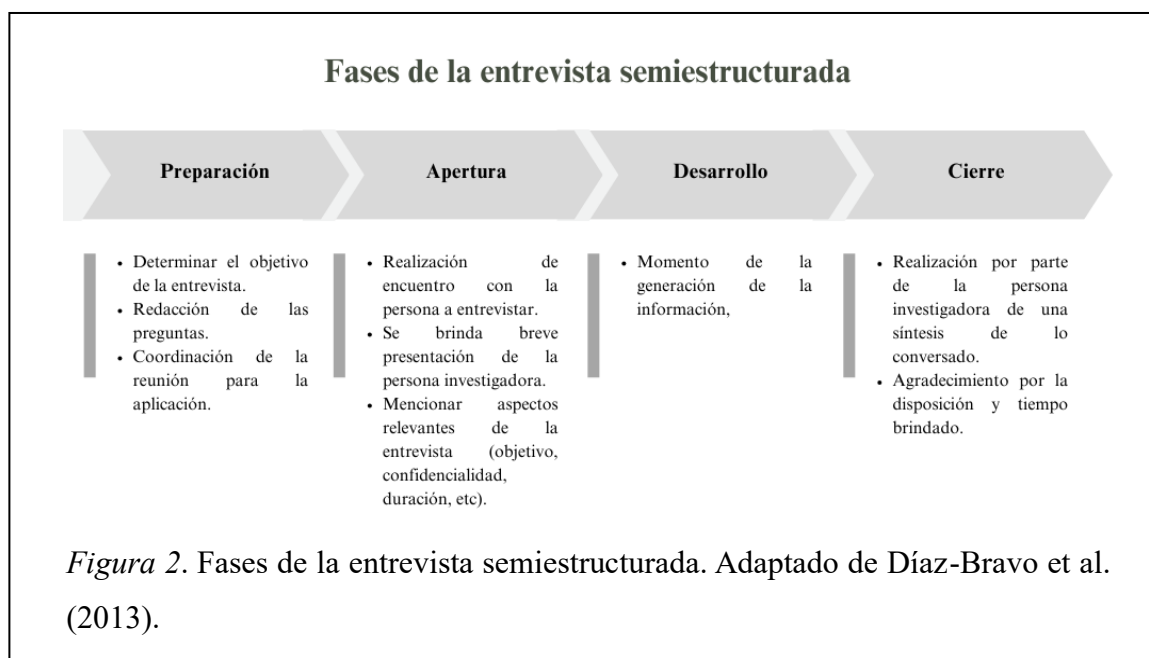 Fases de la entrevista semiestructurada
Preparación
Apertura
Desarrollo
Cierre
• Determinar el objetivo
de la entrevista.
• Redacción de las
preguntas.
• Coordinación de la
reunión para la
aplicación.
• Realización de
encuentro con la
persona a entrevistar.
• Se brinda breve
presentación de la
persona investigadora.
• Mencionar aspectos
relevantes de la
entrevista (objetivo,
confidencialidad,
duración, etc).
• Momento de la
generación de la
información,
• Realización por parte
de la persona
investigadora de una
síntesis de lo
conversado.
• Agradecimiento por la
disposición y tiempo
brindado.
Figura 2. Fases de la entrevista semiestructurada. Adaptado de Díaz-Bravo et al.
(2013).